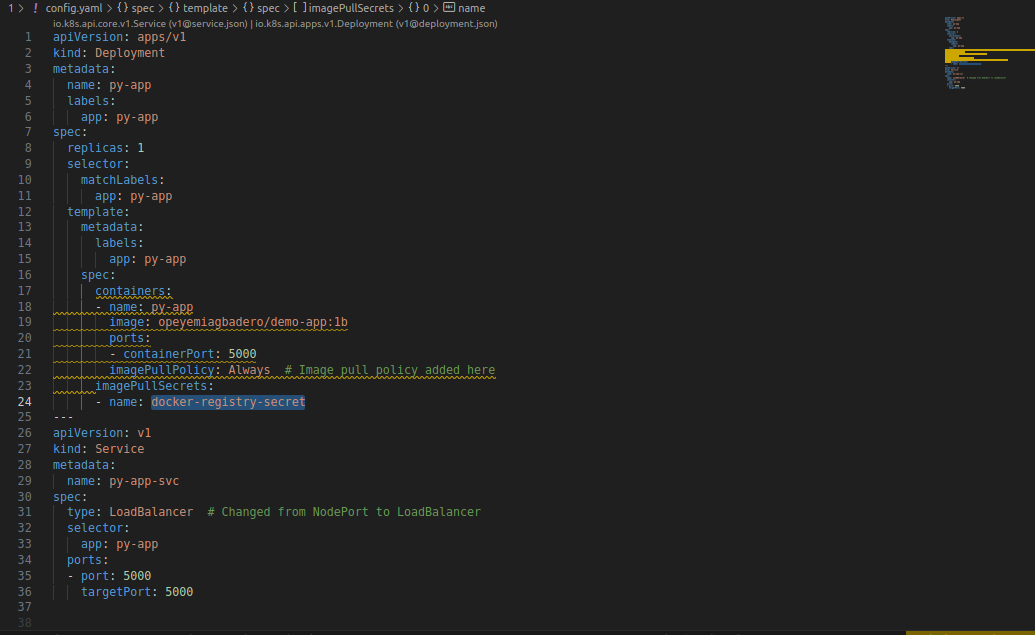 1 > ! config.yaml > {} spec > {} template > {} spec > [ ] imagePullSecrets > {} 0 > name
io.k8s.api.core.v1.Service (v1@service.json) | io.k8s.api.apps.v1.Deployment (v1@deployment.json)
1 apiVersion: apps/v1
2 kind: Deployment
3 metadata:
4   name: py-app
5   labels:
6     app: py-app
7 spec:
8   replicas: 1
9   selector:
10     matchLabels:
11       app: py-app
12   template:
13     metadata:
14       labels:
15         app: py-app
16     spec:
17       containers:
18       - name: py-app
19         image: opeyemiagbadero/demo-app:1b
20         ports:
21         - containerPort: 5000
22         imagePullPolicy: Always  # Image pull policy added here
23       imagePullSecrets:
24       - name: docker-registry-secret
25 ---
26 apiVersion: v1
27 kind: Service
28 metadata:
29   name: py-app-svc
30 spec:
31   type: LoadBalancer  # Changed from NodePort to LoadBalancer
32   selector:
33     app: py-app
34   ports:
35   - port: 5000
36     targetPort: 5000
37
38